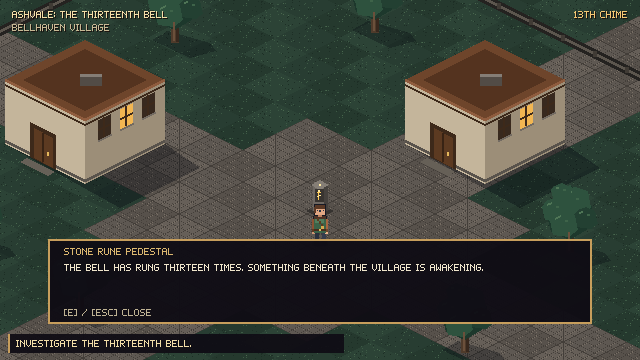 ASHVALE: THE THIRTEENTH BELL
BELLHAVEN VILLAGE
13TH CHIME
STONE RUNE PEDESTAL
THE BELL HAS RUNG THIRTEEN TIMES. SOMETHING BENEATH THE VILLAGE IS AWAKENING.
[E] / [ESC] CLOSE
INVESTIGATE THE THIRTEENTH BELL.